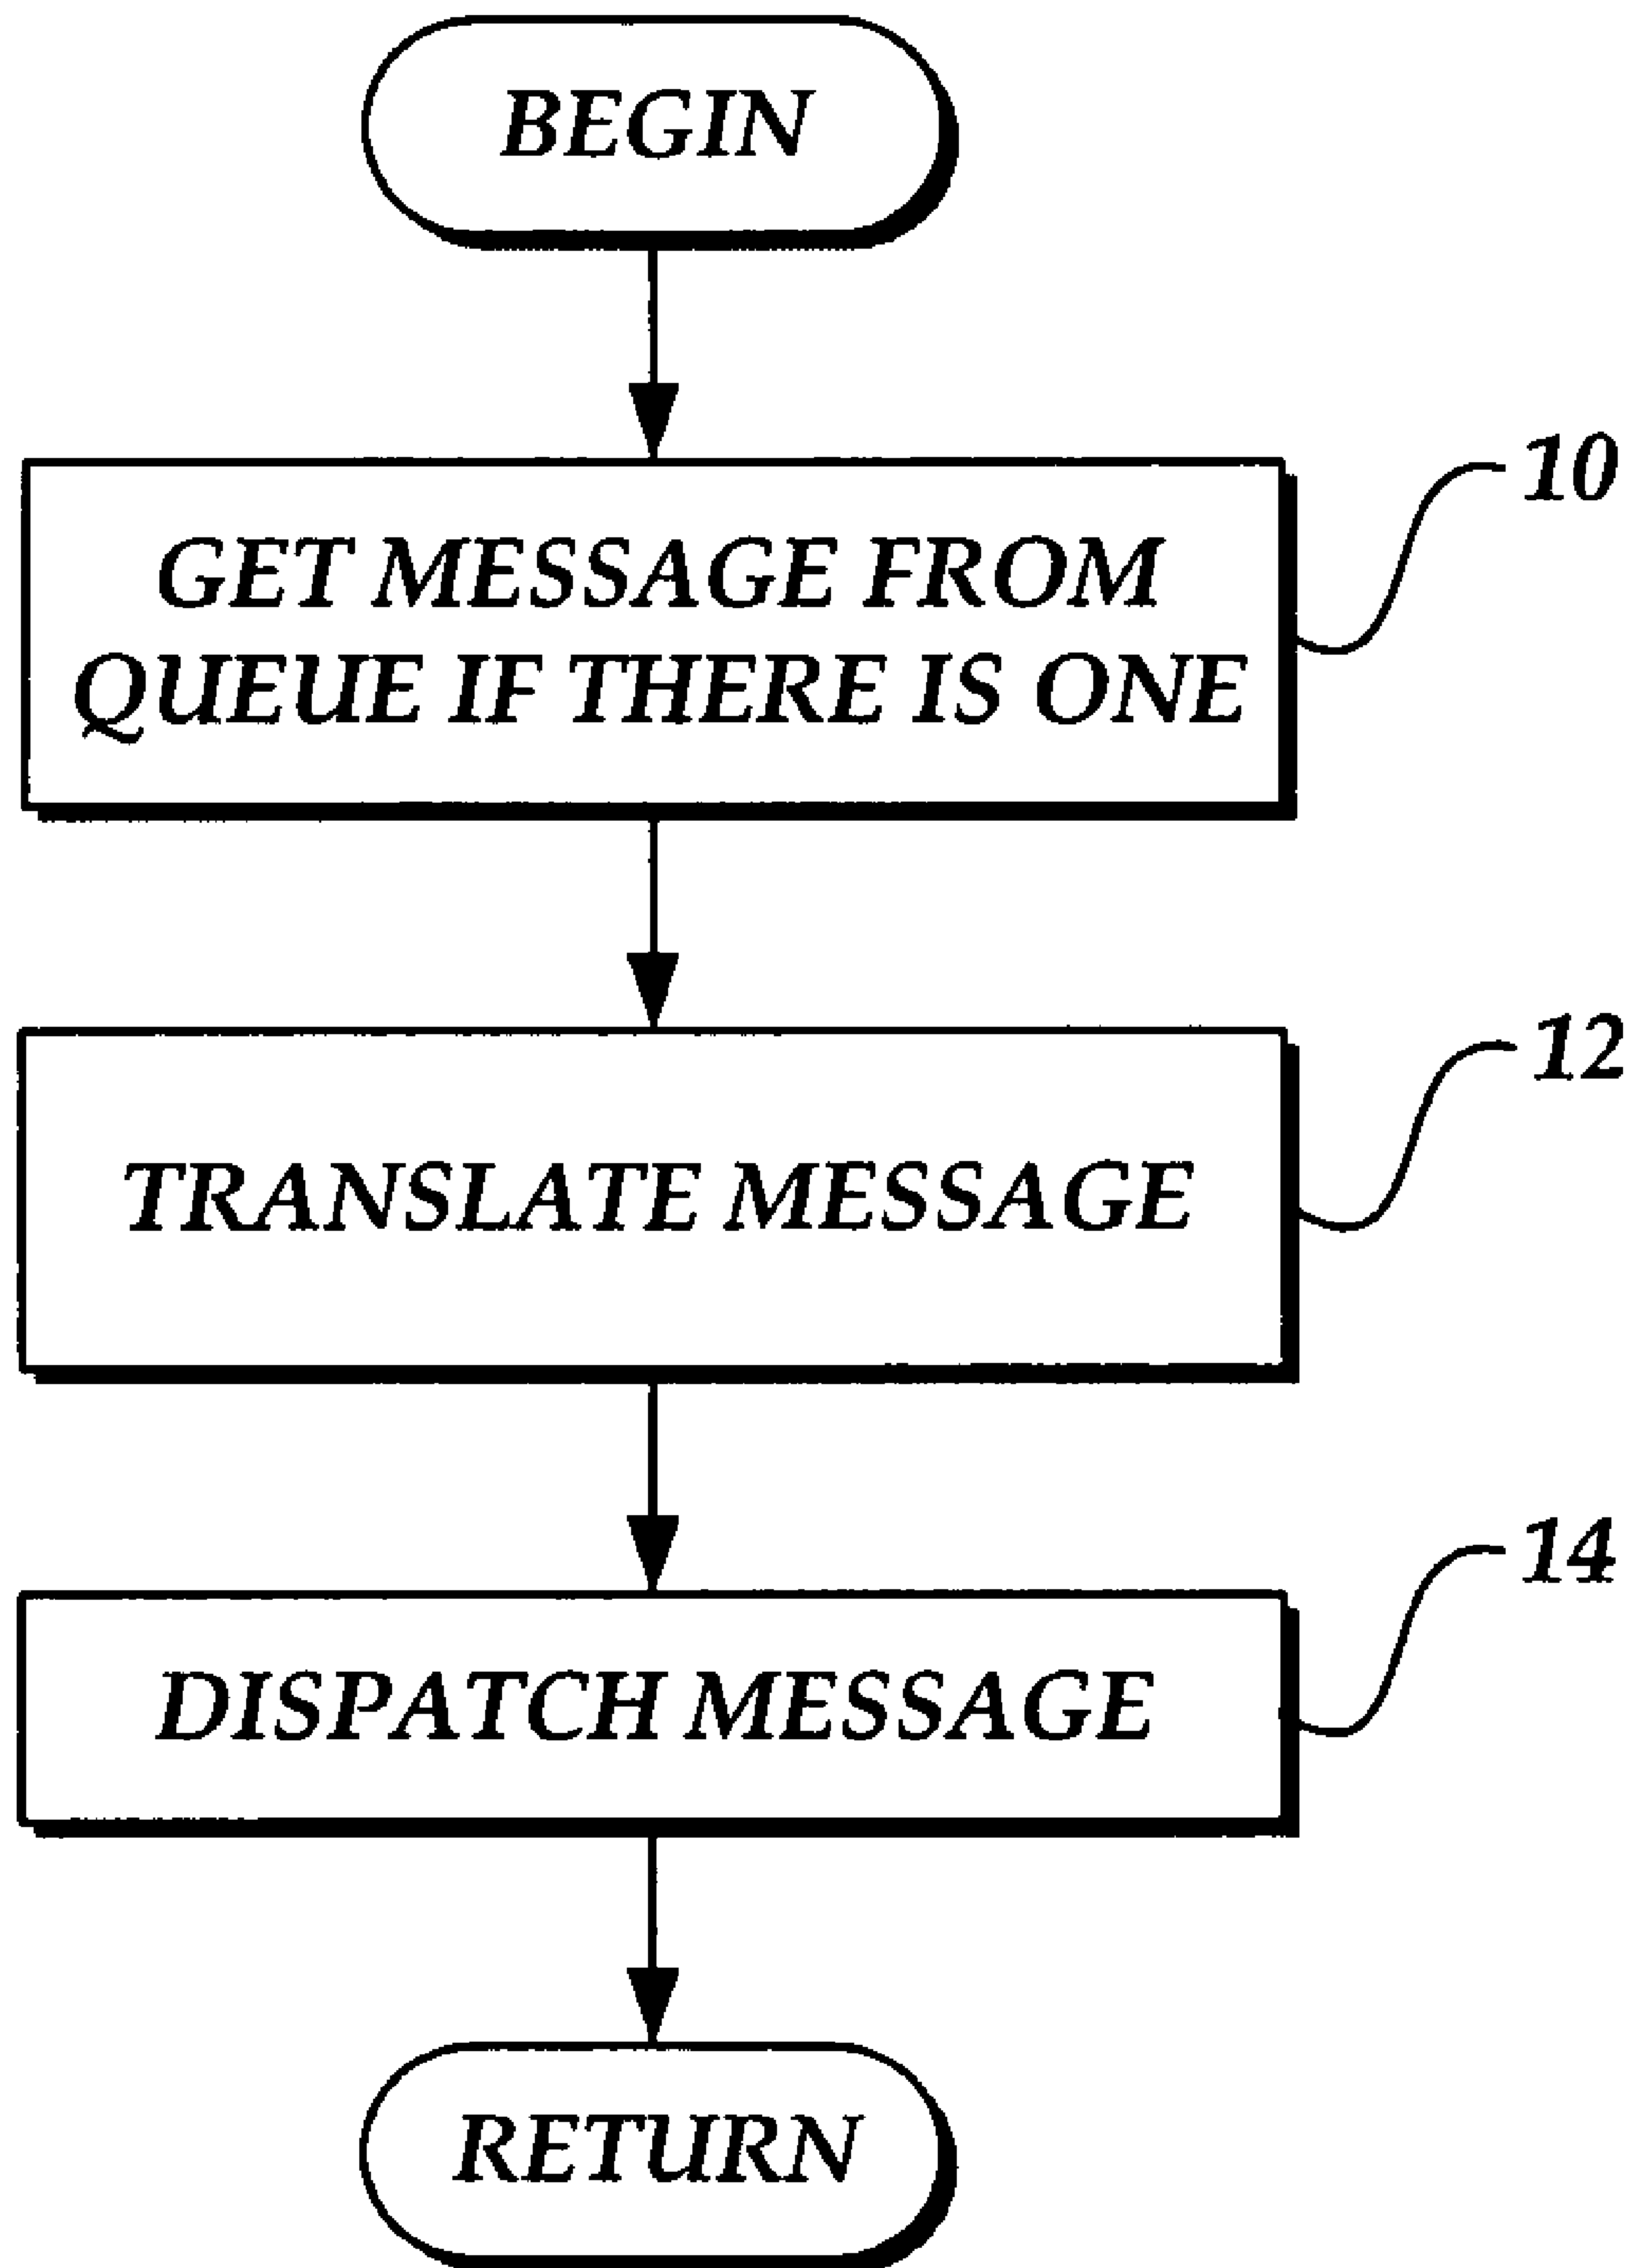 BEGIN
10
GET MESSAGE FROM
QUEUE IF THERE IS ONE
12
TRANSLATE MESSAGE
14
DISPATCH MESSAGE
RETURN